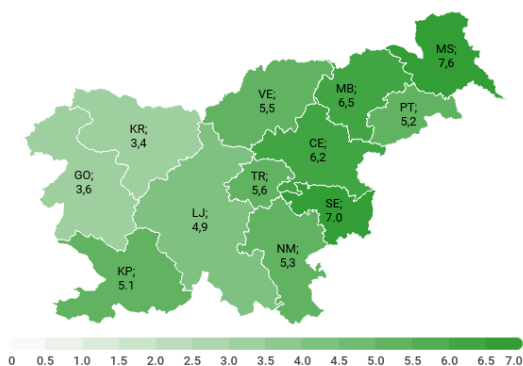 MS;
7,6
MB;
6,5
VE;
5,5
PT;
5,2
KR;
3,4
CE;
6,2
GO;
3,6
TR;
5,6
SE;
7.0
LJ;
4,9
NM;
5,3
KP;
5.1
0 0.5 1.0 1.5 2.0 2.5 3.0 3.5 4.0 4.5 5.0 5.5 6.0 6.5 7.0